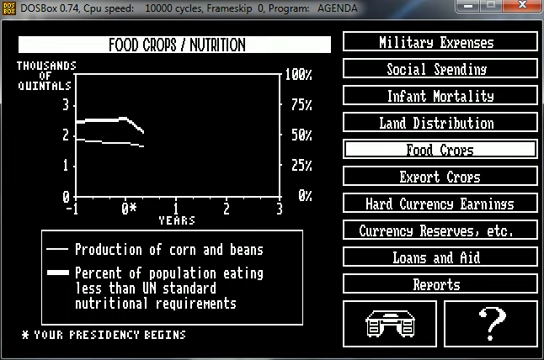 DOSBox 0.74, Cpu speed: 10000 cycles, Frameskip 0, Program: AGENDA
FOOD CROPS / NUTRITION
THOUSANDS
OF
QUINTALS
100%
3
75%
2
50%
1
25%
0
0%
-1 0* 1 2 3
YEARS
Production of corn and beans
Percent of population eating
less than UN standard
nutritional requirements
* YOUR PRESIDENCY BEGINS
Military Expenses
Social Spending
Infant Mortality
Land Distribution
Food Crops
Export Crops
Hard Currency Earnings
Currency Reserves, etc.
Loans and Aid
Reports
?